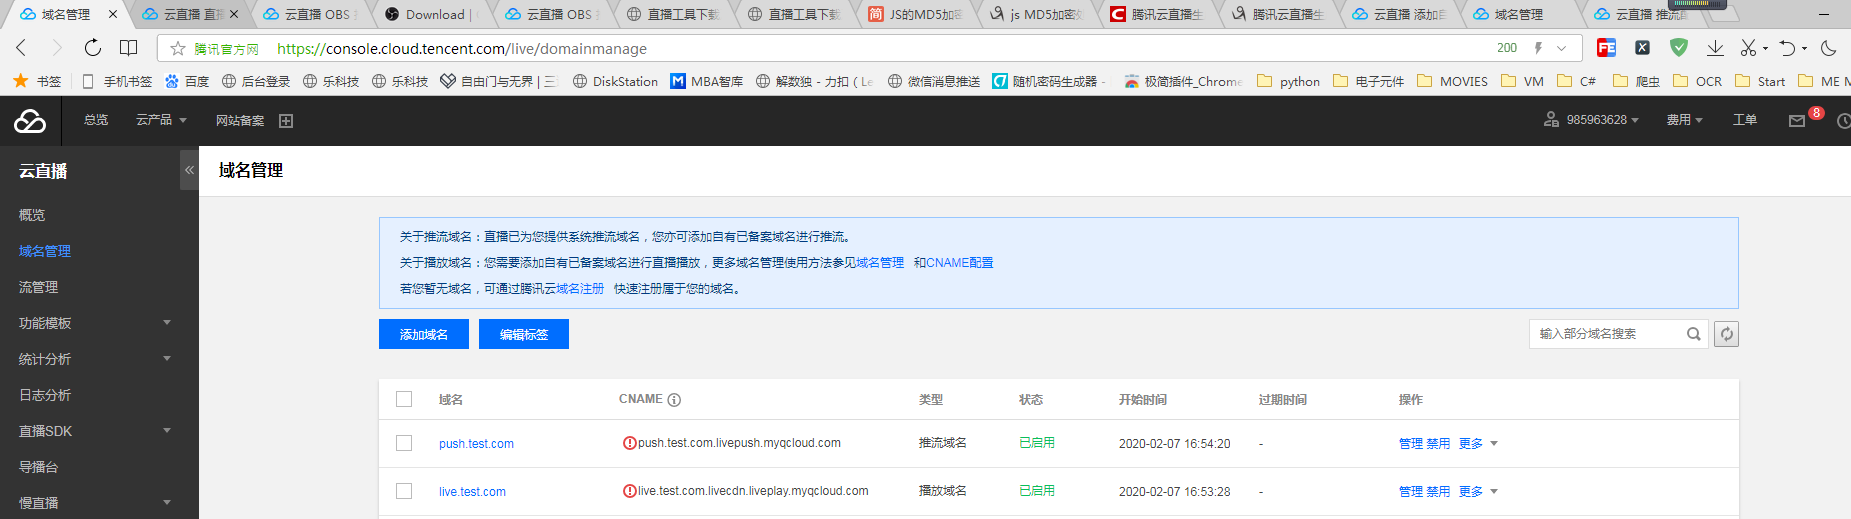 域名管理
云直播 直播
云直播 OBS
Download |
云直播 OBS
直播工具下载
直播工具下载
JS的MD5加密
js MD5加密
腾讯云直播生
腾讯云直播生
云直播 添加自
域名管理
云直播 推流
腾讯官方网 https://console.cloud.tencent.com/live/domainmanage 200
书签 手机书签 百度 后台登录 乐科技 乐科技 自由门与无界 | 三 DiskStation MBA智库 解数独 - 力扣 ( Le 微信消息推送 随机密码生成器 - 极简插件_Chrome python 电子元件 MOVIES VM C# 爬虫 OCR Start ME M
总览 云产品 网站备案 985963628 费用 工单 8
云直播
域名管理
概览
域名管理
流管理
功能模板
统计分析
日志分析
直播SDK
导播台
慢直播
关于推流域名：直播已为您提供系统推流域名，您亦可添加自有已备案域名进行推流。
关于播放域名：您需要添加自有已备案域名进行直播播放，更多域名管理使用方法参见域名管理 和CNAME配置
若您暂无域名，可通过腾讯云域名注册 快速注册属于您的域名。
添加域名 编辑标签 输入部分域名搜索
域名 CNAME 类型 状态 开始时间 过期时间 操作
push.test.com push.test.com.livepush.myqcloud.com 推流域名 已启用 2020-02-07 16:54:20 - 管理 禁用 更多
live.test.com live.test.com.livecdn.liveplay.myqcloud.com 播放域名 已启用 2020-02-07 16:53:28 - 管理 禁用 更多